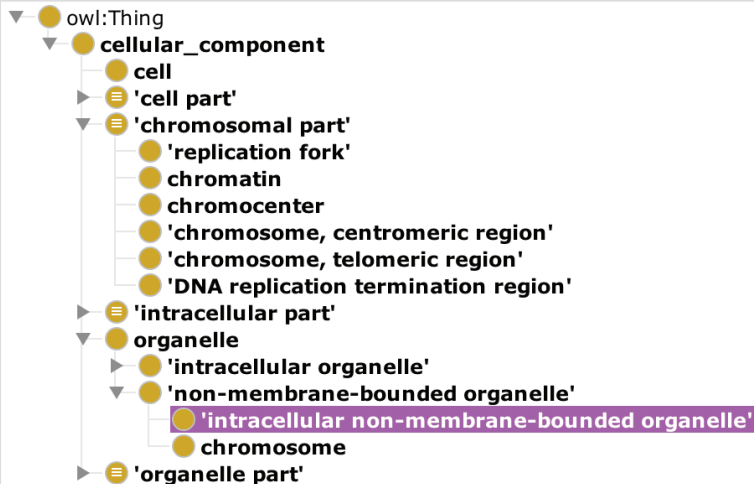 owl:Thing
cellular_component
cell
'cell part'
'chromosomal part'
'replication fork'
chromatin
chromocenter
'chromosome, centromeric region'
'chromosome, telomeric region'
'DNA replication termination region'
'intracellular part'
organelle
'intracellular organelle'
'non-membrane-bounded organelle'
'intracellular non-membrane-bounded organelle'
chromosome
'organelle part'